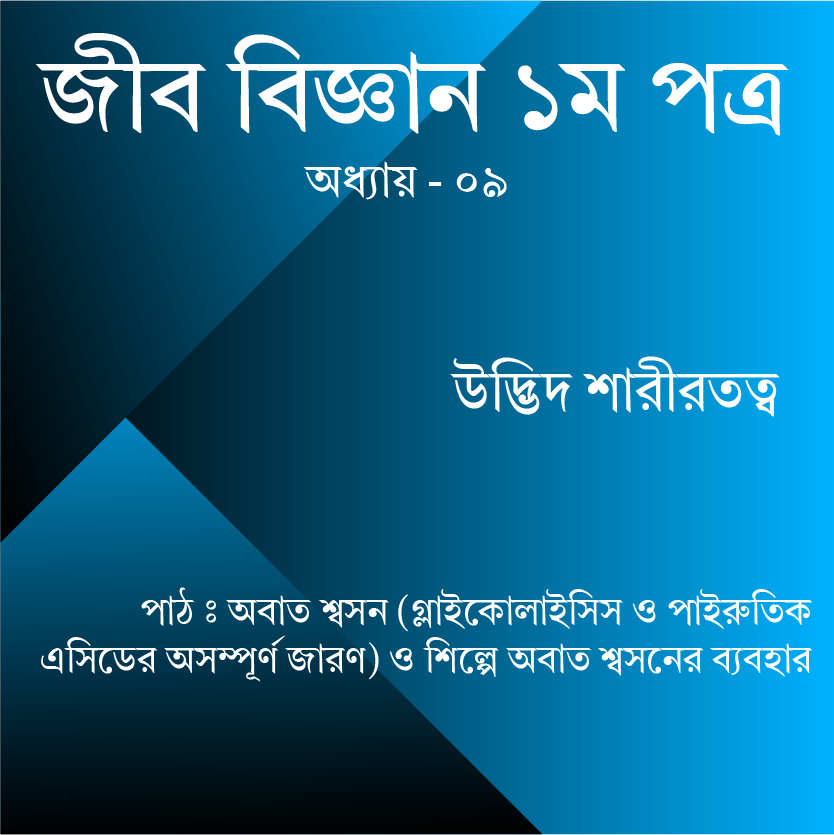 জীব বিজ্ঞান ১ম পত্র
অধ্যায় - ০৯
উদ্ভিদ শারীরতত্ব
পাঠ ঃ অবাত শ্বসন (গ্লাইকোলাইসিস ও পাইরুতিক
এসিডের অসম্পূর্ণ জারণ) ও শিল্পে অবাত শ্বসনের ব্যবহার